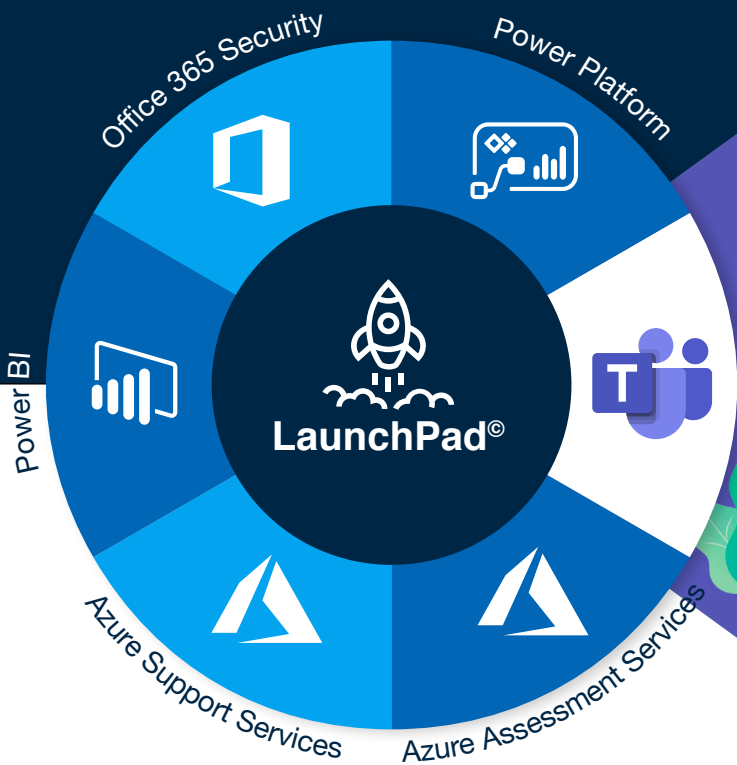 Office 365 Security
Power Platform
Power BI
T
LaunchPad©
Azure Support Services
Azure Assessment Services